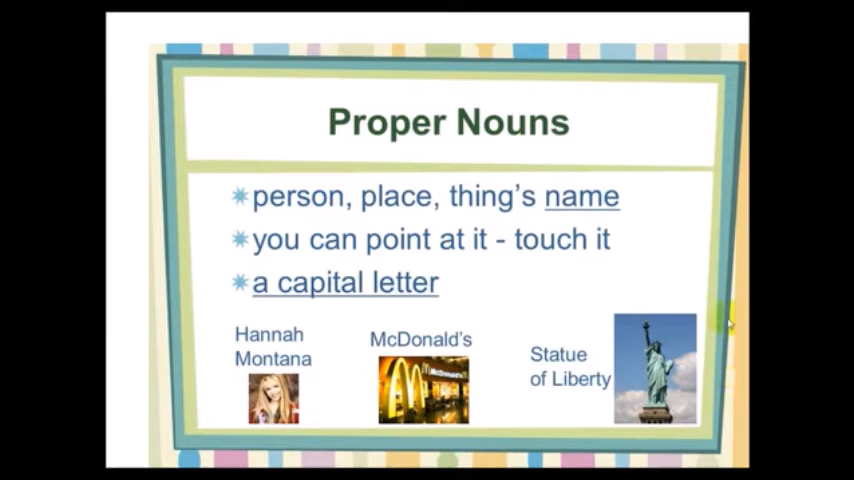 Proper Nouns
person, place, thing's name
you can point at it - touch it
a capital letter
Hannah
Montana
McDonald's
Statue
of Liberty
McDonald's